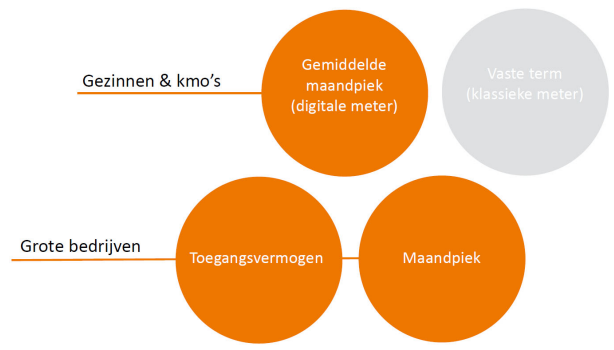 Gezinnen & kmo's
Gemiddelde
maandpiek
(digitale meter)
Vaste term
(klassieke meter)
Grote bedrijven
Toegangsvermogen
Maandpiek